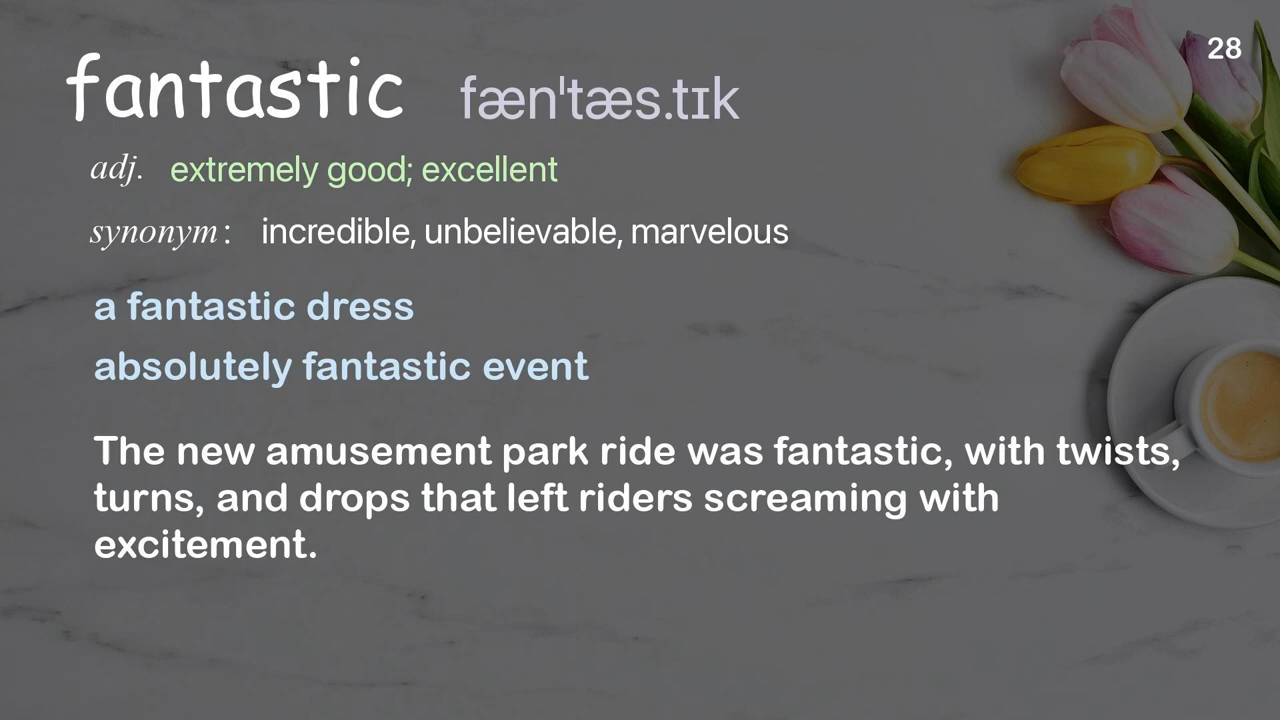 28
fantastic fæn'tæs.tɪk
adj. extremely good; excellent
synonym: incredible, unbelievable, marvelous
a fantastic dress
absolutely fantastic event
The new amusement park ride was fantastic, with twists,
turns, and drops that left riders screaming with
excitement.